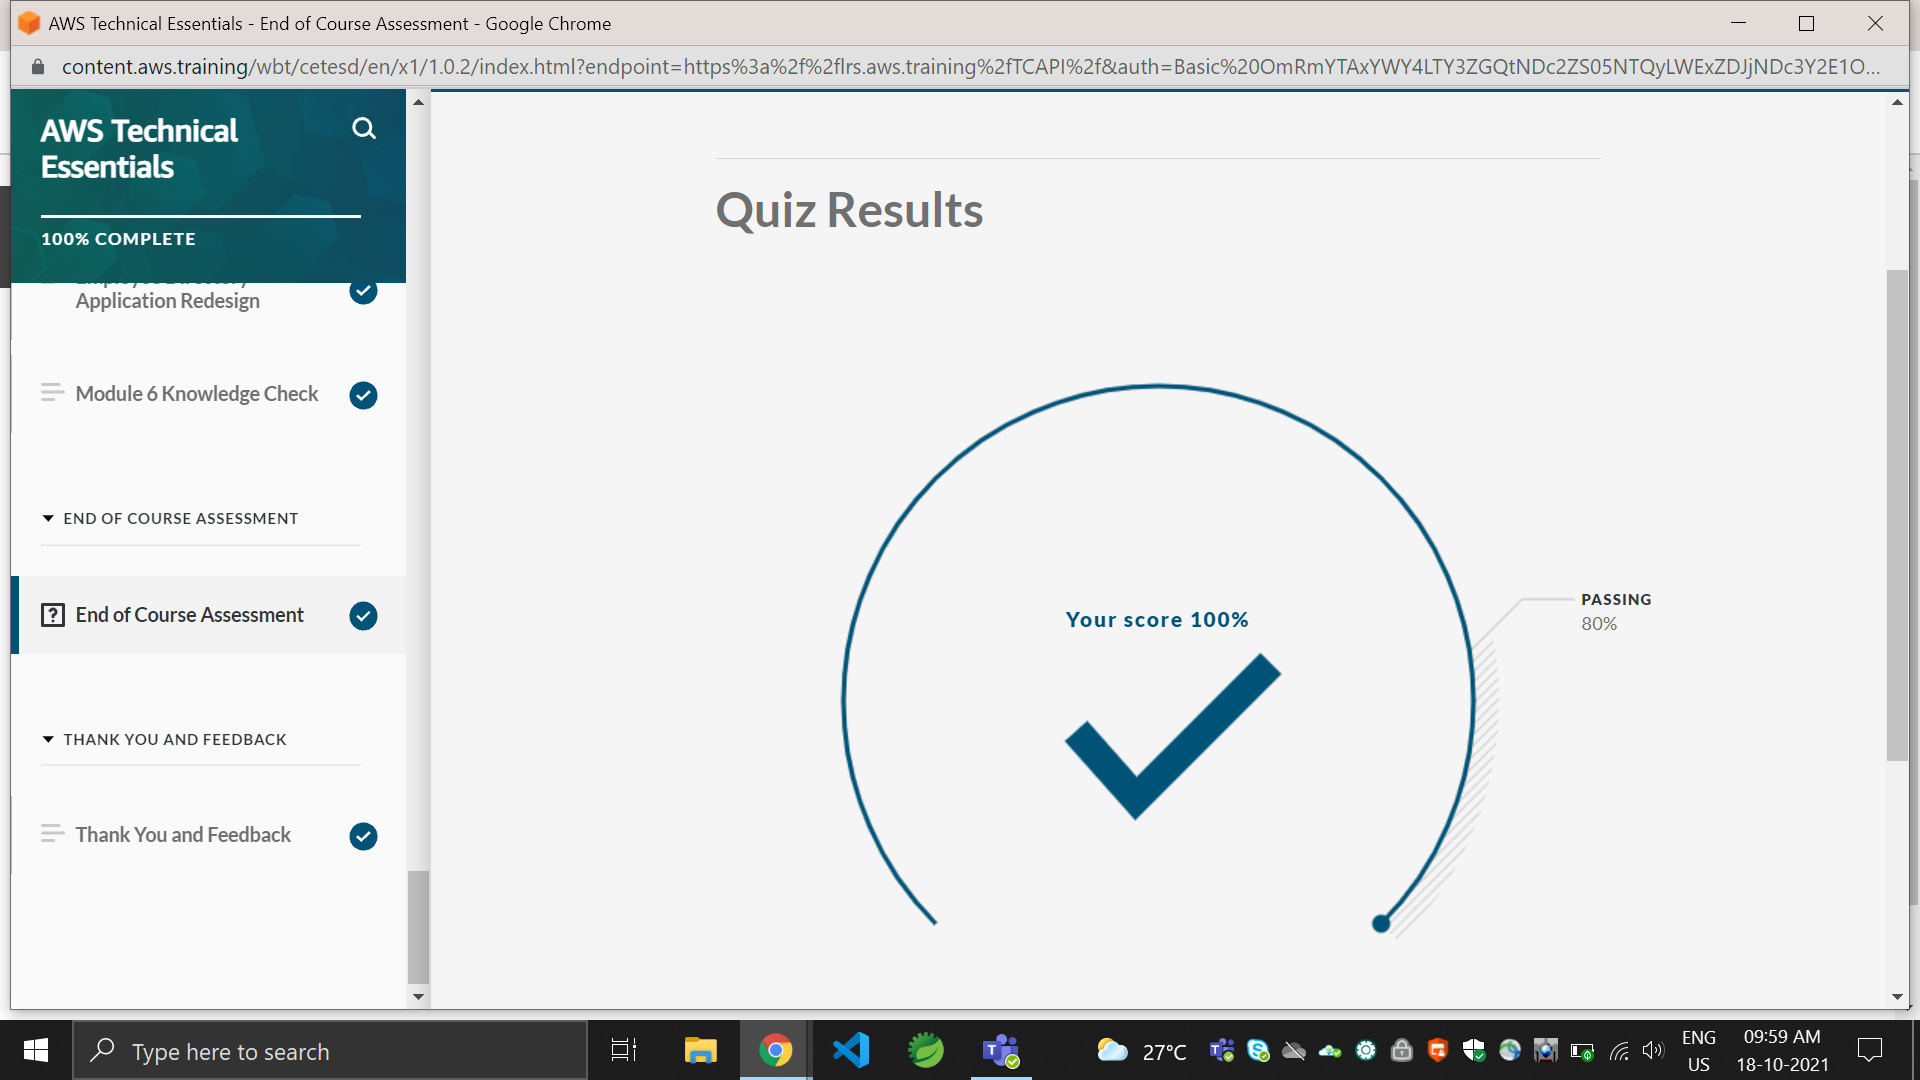 AWS Technical Essentials - End of Course Assessment - Google Chrome
content.aws.training/wbt/cetesd/en/x1/1.0.2/index.html?endpoint=https%3a%2f%2flrs.aws.training%2fTCAPI%2f&auth=Basic%20OmRmYTAxYWY4LTY3ZGQtNDc2ZS05NTQyLWExZDJjNDc3Y2E1O...
AWS Technical
Essentials
100% COMPLETE
Employee Directory
Application Redesign
Module 6 Knowledge Check
END OF COURSE ASSESSMENT
End of Course Assessment
THANK YOU AND FEEDBACK
Thank You and Feedback
Quiz Results
Your score 100%
PASSING
80%
Type here to search
27°C
ENG
US
09:59 AM
18-10-2021